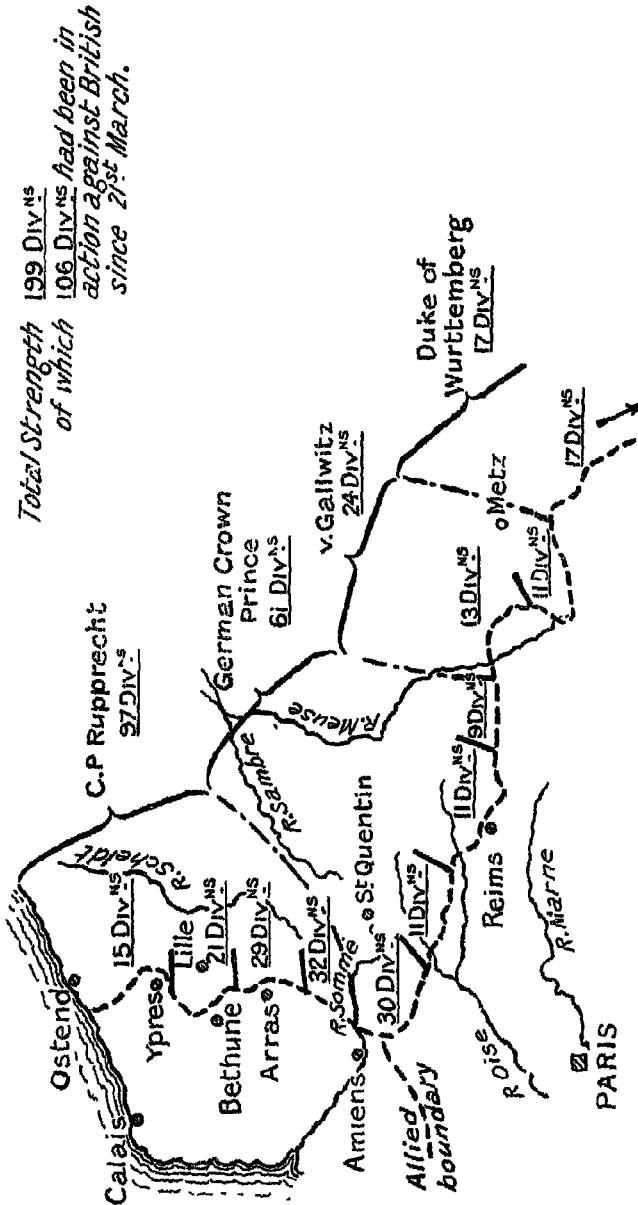 Total Strength 199 Divᴺˢ
of which 106 Divᴺˢ had been in
action against British
since 21ˢᵗ March.
C.P Rupprecht
97 Divᴺˢ
German Crown
Prince
61 Divᴺˢ
v. Gallwitz
24 Divᴺˢ
Duke of
Wurttemberg
17 Divᴺˢ
Ostend
Calais
R. Scheldt
15 Divᴺˢ
Ypres
Lille
21 Divᴺˢ
Bethune
29 Divᴺˢ
Arras
32 Divᴺˢ
R. Sambre
R. Meuse
R. Somme
Sᵗ Quentin
Amiens
30 Divᴺˢ
11 Divᴺˢ
11 Divᴺˢ
9 Divᴺˢ
13 Divᴺˢ
11 Divᴺˢ
17 Divᴺˢ
Metz
Allied
boundary
Reims
R Oise
R. Marne
PARIS